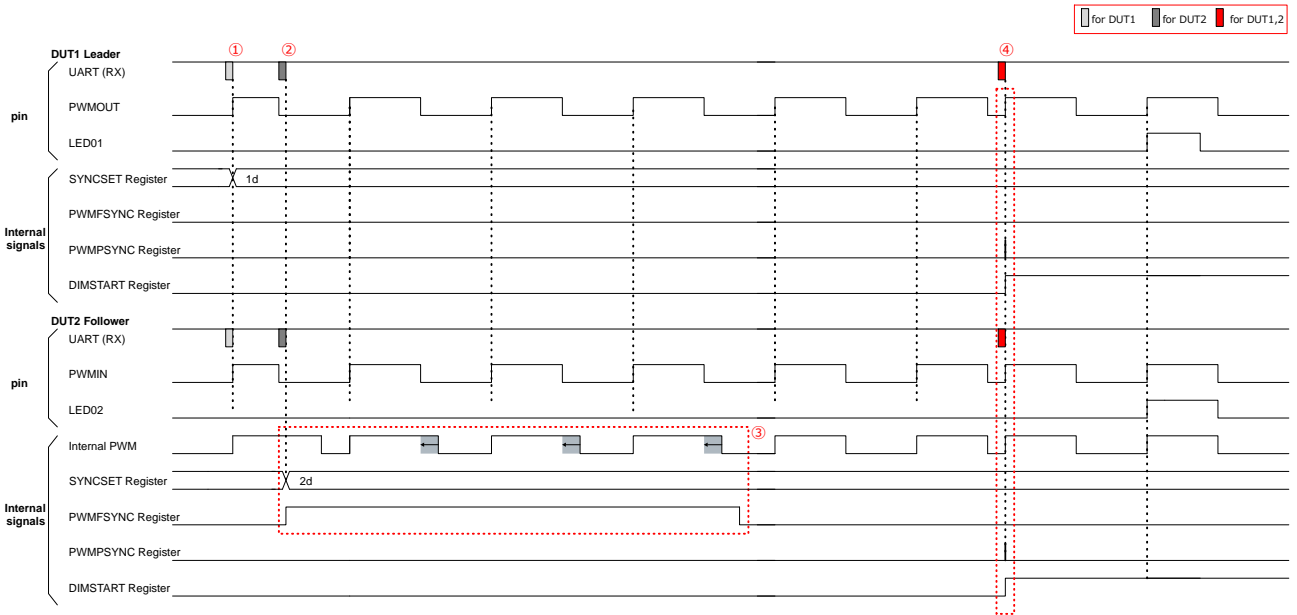 for DUT1 for DUT2 for DUT1,2
① ② ④
DUT1 Leader
UART (RX)
pin
PWMOUT
LED01
SYNCSET Register 1d
PWMFSYNC Register
Internal
signals
PWMPSYNC Register
DIMSTART Register
DUT2 Follower
UART (RX)
pin
PWMIN
LED02
③
Internal PWM
SYNCSET Register 2d
Internal
signals
PWMFSYNC Register
PWMPSYNC Register
DIMSTART Register